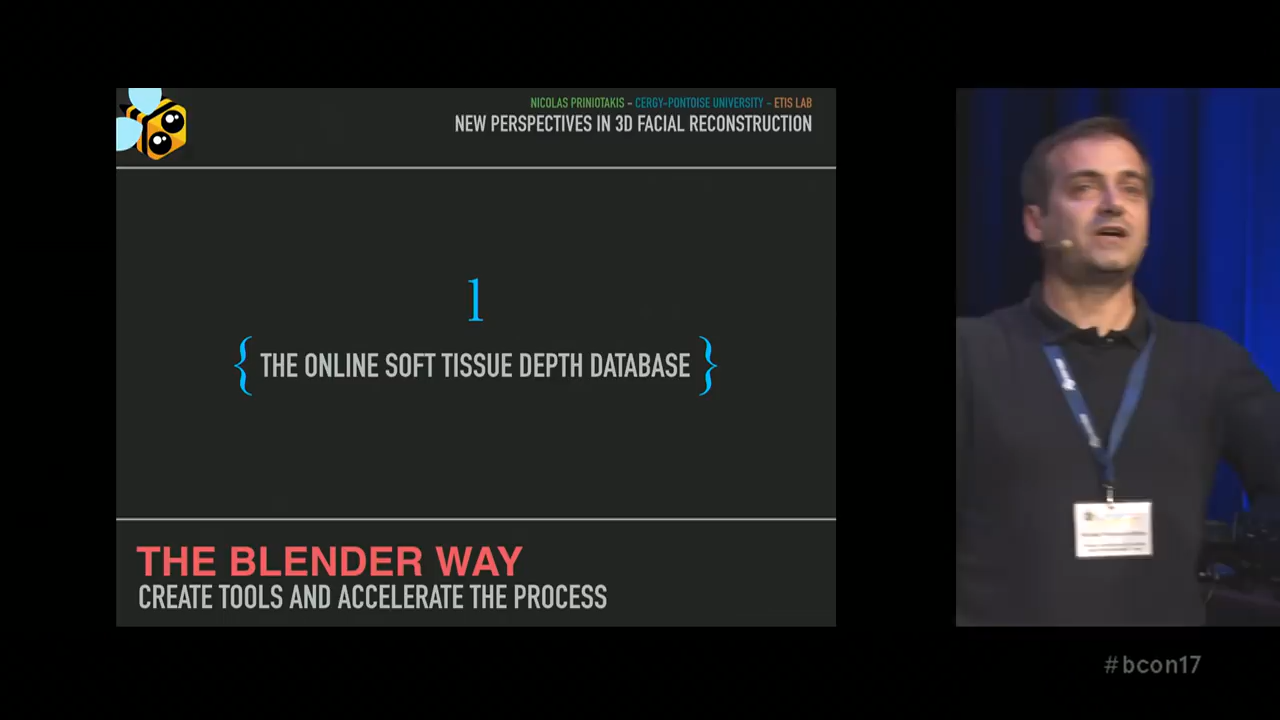 NICOLAS PRINIOTAKIS - CERGY-PONTOISE UNIVERSITY - ETIS LAB
NEW PERSPECTIVES IN 3D FACIAL RECONSTRUCTION
1
{ THE ONLINE SOFT TISSUE DEPTH DATABASE }
THE BLENDER WAY
CREATE TOOLS AND ACCELERATE THE PROCESS
#bcon17